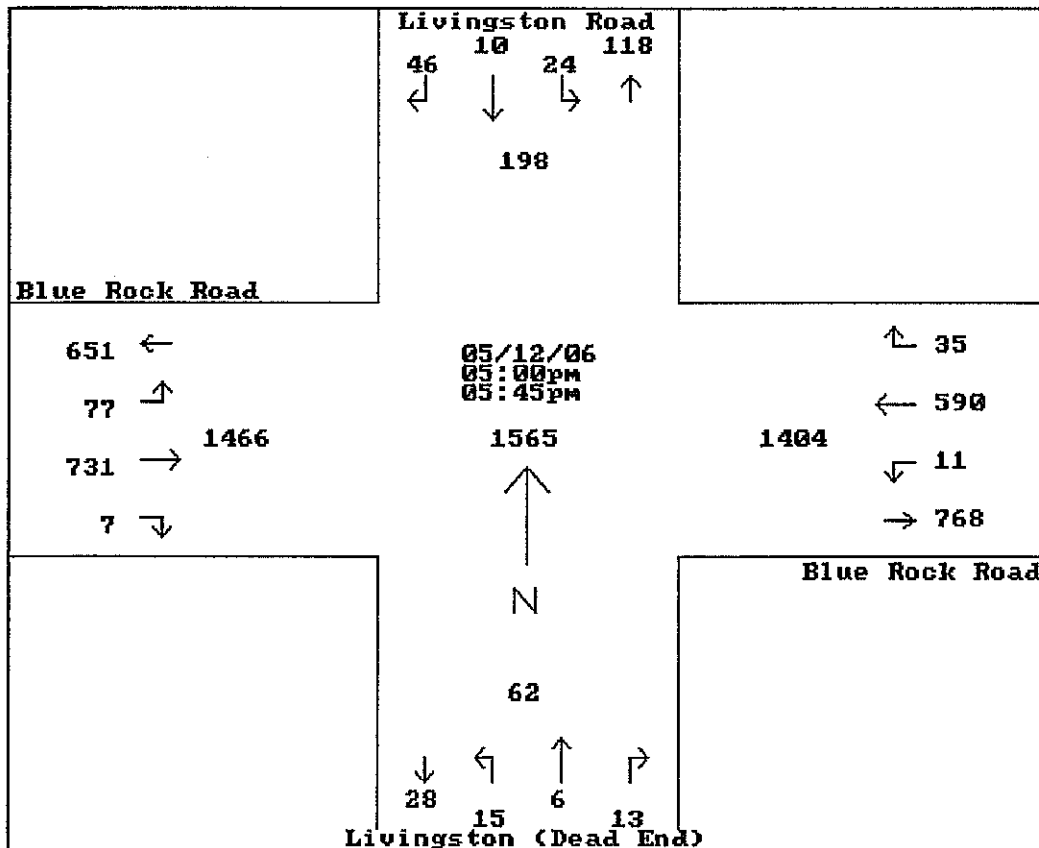 Livingston Road
10 118
46 24
198
Blue Rock Road
651 35
05/12/06
05:00pm
05:45pm
77 590
1466 1565 1404
731 11
7 768
Blue Rock Road
N
62
28 6
15 13
Livingston (Dead End)